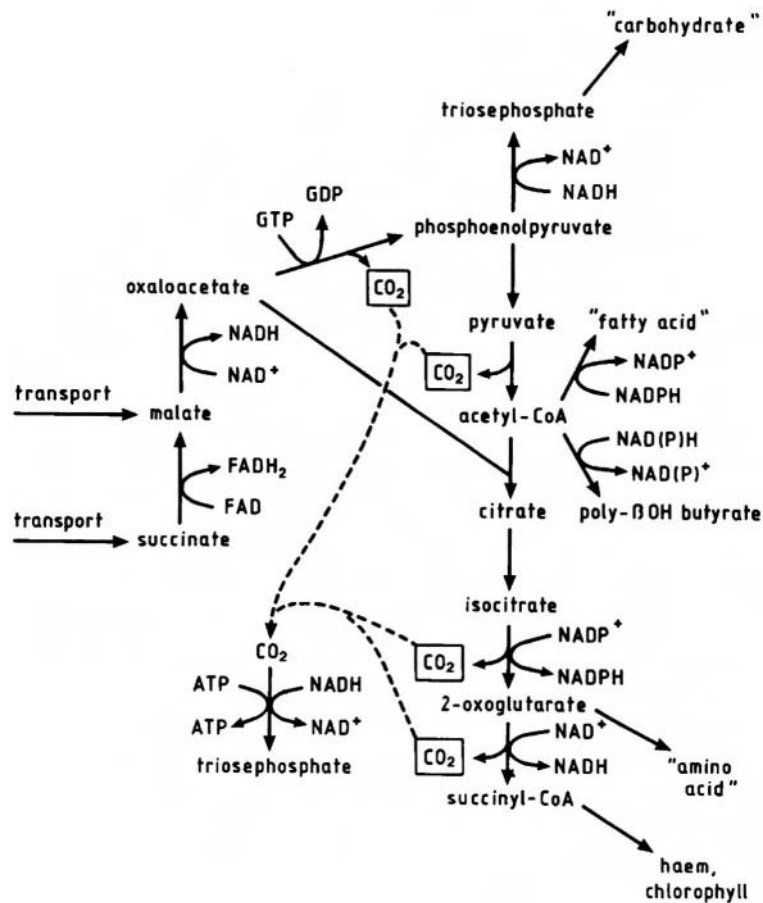 "carbohydrate"
triosephosphate
NAD⁺
NADH
GDP
GTP
phosphoenolpyruvate
CO₂
oxaloacetate
pyruvate
"fatty acid"
NADH
NAD⁺
CO₂
NADP⁺
NADPH
transport
malate
acetyl-CoA
NAD(P)H
NAD(P)⁺
FADH₂
FAD
citrate
poly-βOH butyrate
transport
succinate
isocitrate
CO₂
CO₂
NADP⁺
NADPH
ATP
NADH
2-oxoglutarate
ATP
NAD⁺
CO₂
NAD⁺
NADH
triosephosphate
"amino
acid"
succinyl-CoA
haem,
chlorophyll